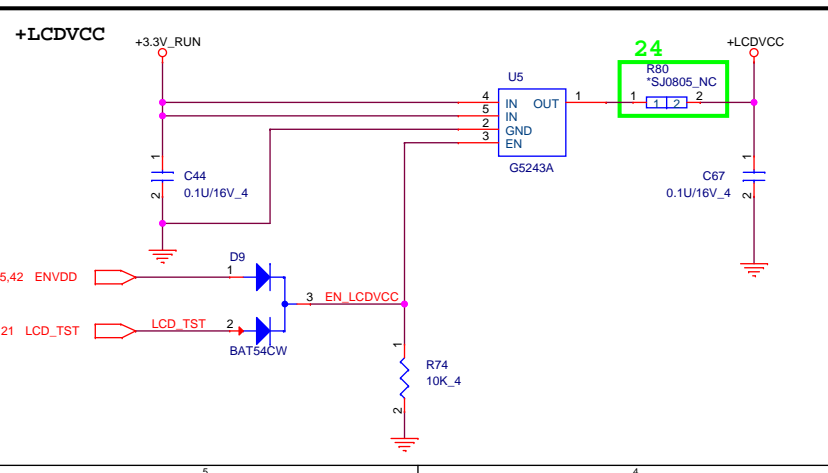 +LCDVCC
+3.3V_RUN
24
+LCDVCC
R80
*SJ0805_NC
U5
4 IN OUT 1
5 IN
2 GND
3 EN
1 1 2 2
G5243A
1
C44
0.1U/16V_4
2
1
C67
0.1U/16V_4
2
D9
5,42 ENVDD 1
3 EN_LCDVCC
21 LCD_TST LCD_TST 2
BAT54CW
1
R74
10K_4
2
5 4